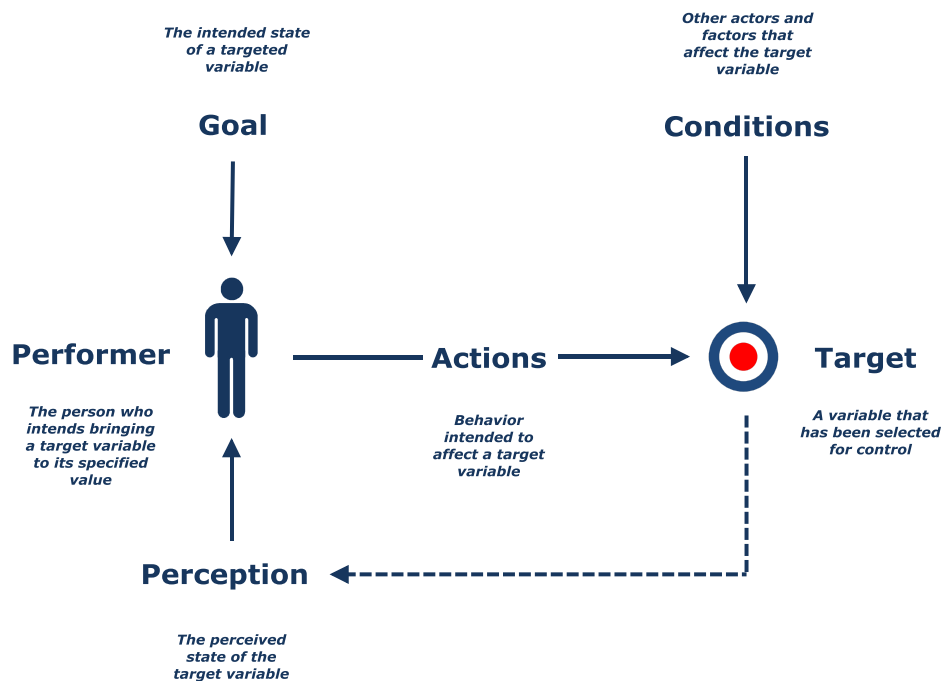 The intended state
of a targeted
variable
Goal
Other actors and
factors that
affect the target
variable
Conditions
Performer
The person who
intends bringing
a target variable
to its specified
value
Actions
Behavior
intended to
affect a target
variable
Target
A variable that
has been selected
for control
Perception
The perceived
state of the
target variable